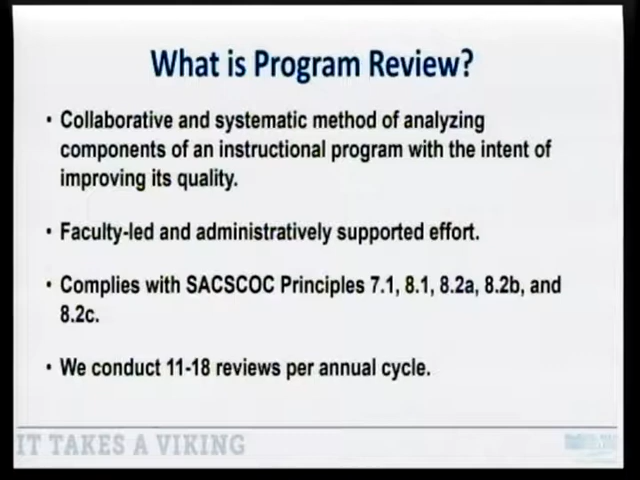 What is Program Review?
• Collaborative and systematic method of analyzing
components of an instructional program with the intent of
improving its quality.
• Faculty-led and administratively supported effort.
• Complies with SACSCOC Principles 7.1, 8.1, 8.2a, 8.2b, and
8.2c.
• We conduct 11-18 reviews per annual cycle.
IT TAKES A VIKING